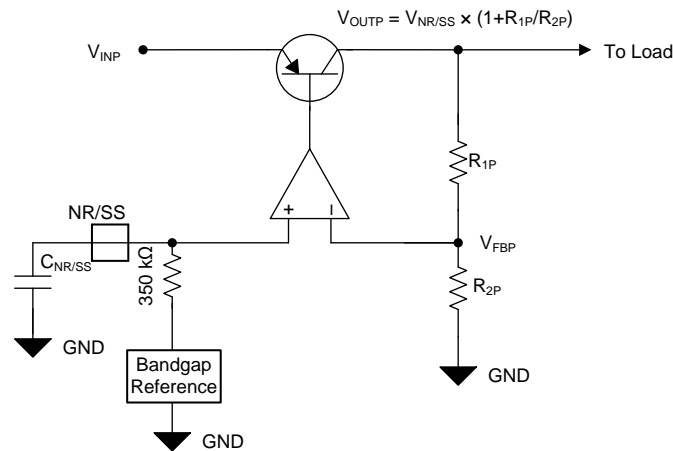 V_OUTP = V_NR/SS × (1+R_1P/R_2P)
V_INP
To Load
R_1P
+
–
NR/SS
V_FBP
C_NR/SS
350 kΩ
R_2P
GND
Bandgap
Reference
GND
GND